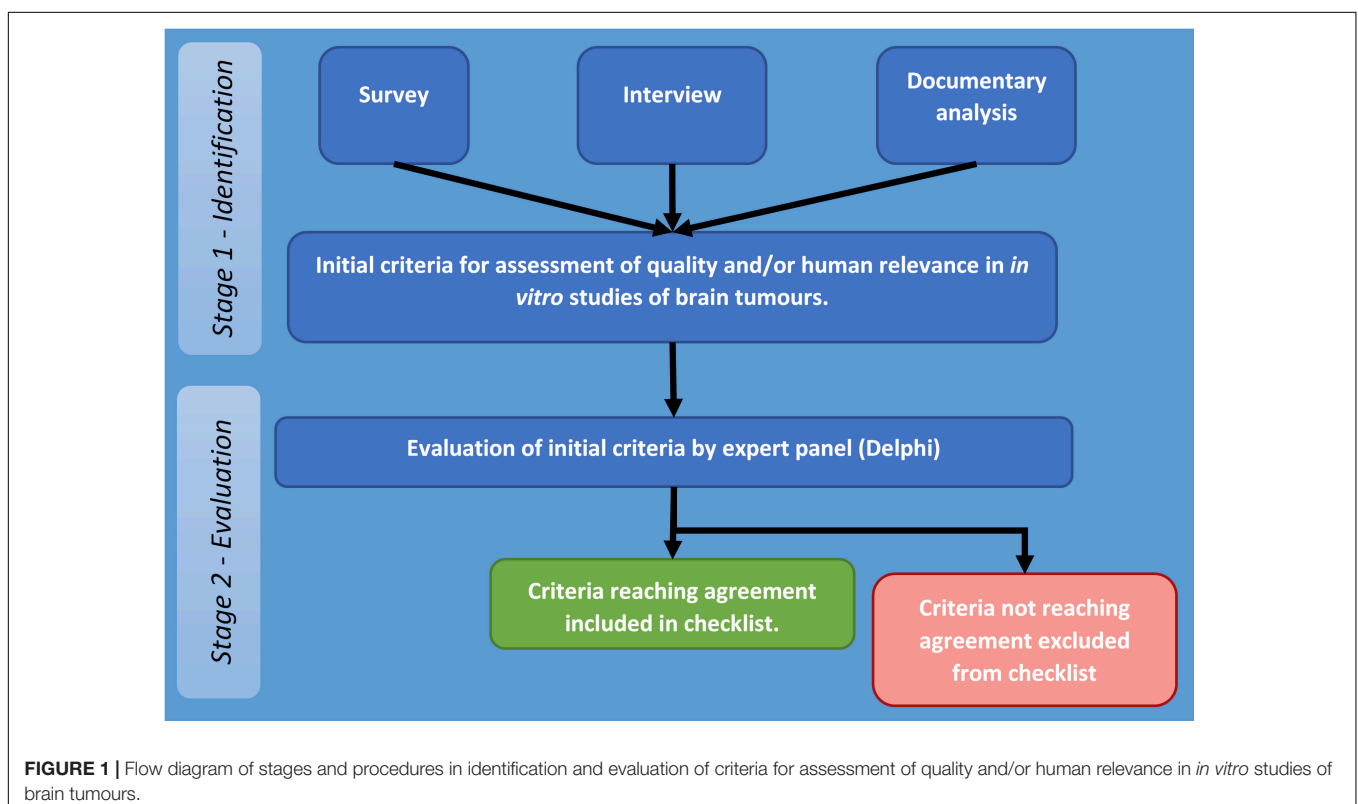 Stage 1 - Identification
Survey
Interview
Documentary
analysis
Initial criteria for assessment of quality and/or human relevance in in
vitro studies of brain tumours.
Stage 2 - Evaluation
Evaluation of initial criteria by expert panel (Delphi)
Criteria reaching agreement
included in checklist.
Criteria not reaching
agreement excluded
from checklist
FIGURE 1 | Flow diagram of stages and procedures in identification and evaluation of criteria for assessment of quality and/or human relevance in in vitro studies of
brain tumours.